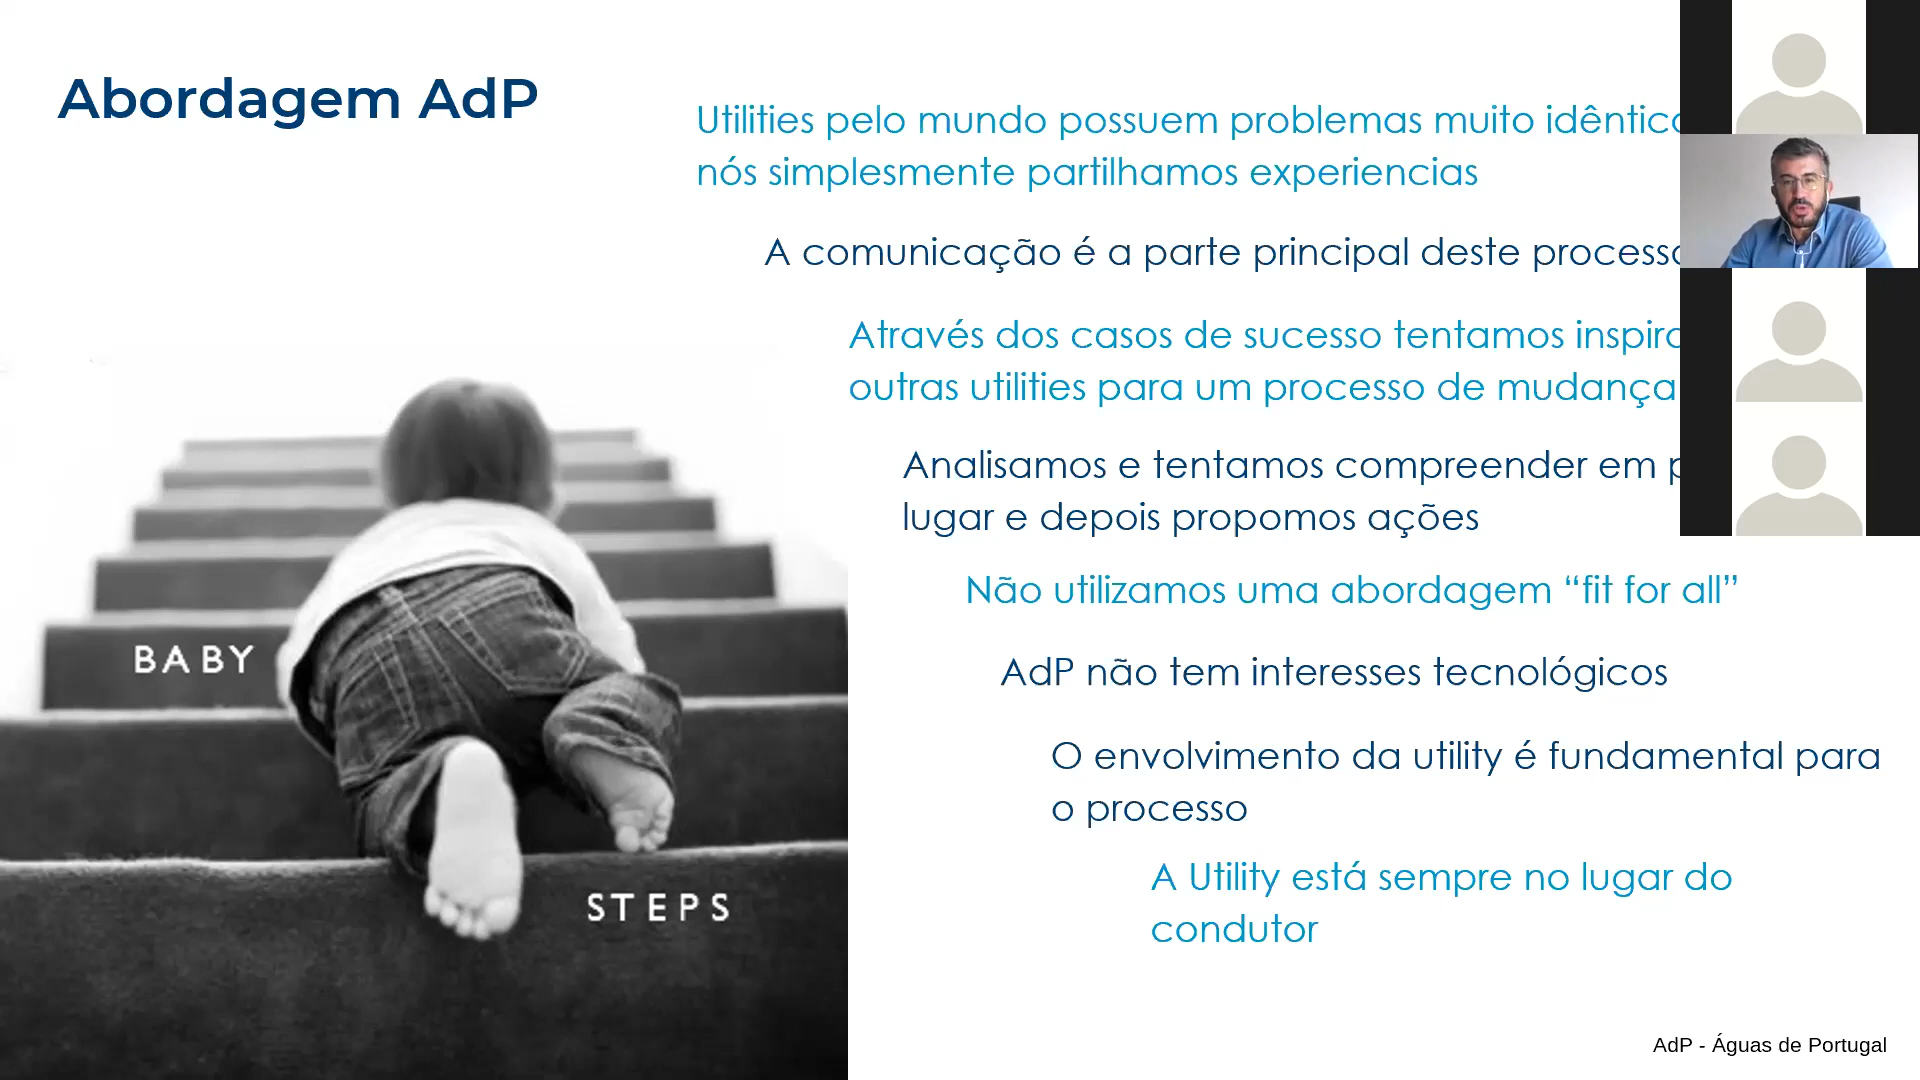 Abordagem AdP
Utilities pelo mundo possuem problemas muito
nós simplesmente partilhamos experiencias
A comunicação é a parte principal deste processo
Através dos casos de sucesso tentamos
outras utilities para um processo de mudança
Analisamos e tentamos compreender em
lugar e depois propomos ações
Não utilizamos uma abordagem “fit for all”
AdP não tem interesses tecnológicos
O envolvimento da utility é fundamental para
o processo
A Utility está sempre no lugar do
condutor
BABY
STEPS
AdP - Águas de Portugal